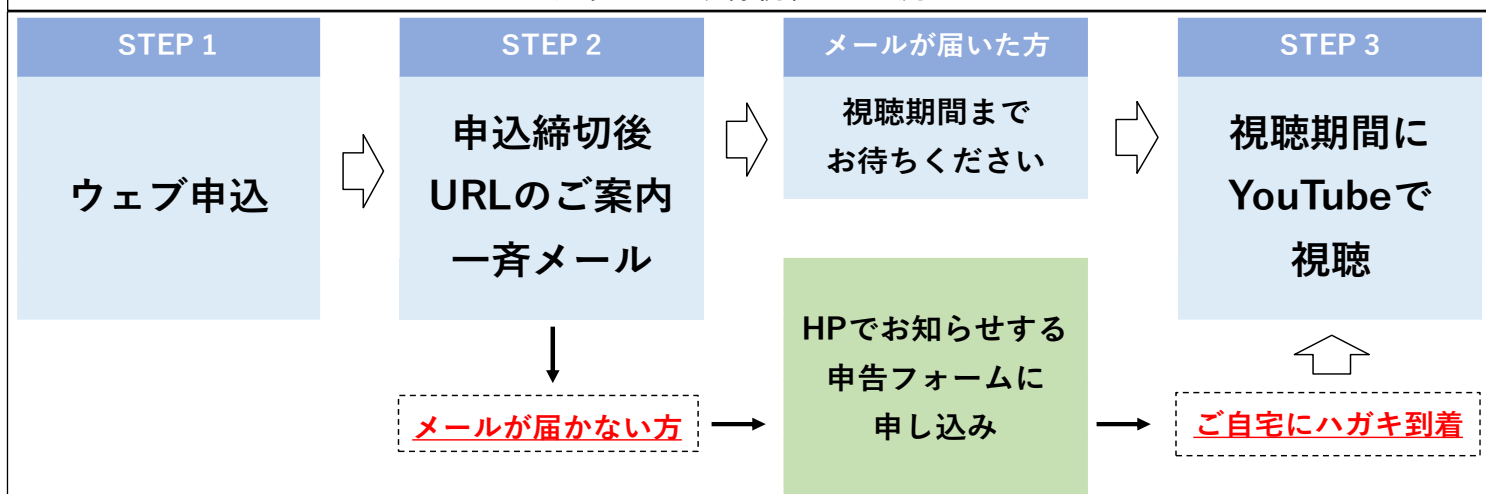 STEP 1
ウェブ申込
STEP 2
申込締切後
URLのご案内
一斉メール
メールが届いた方
視聴期間まで
お待ちください
STEP 3
視聴期間に
YouTubeで
視聴
メールが届かない方
HPでお知らせする
申告フォームに
申し込み
ご自宅にハガキ到着